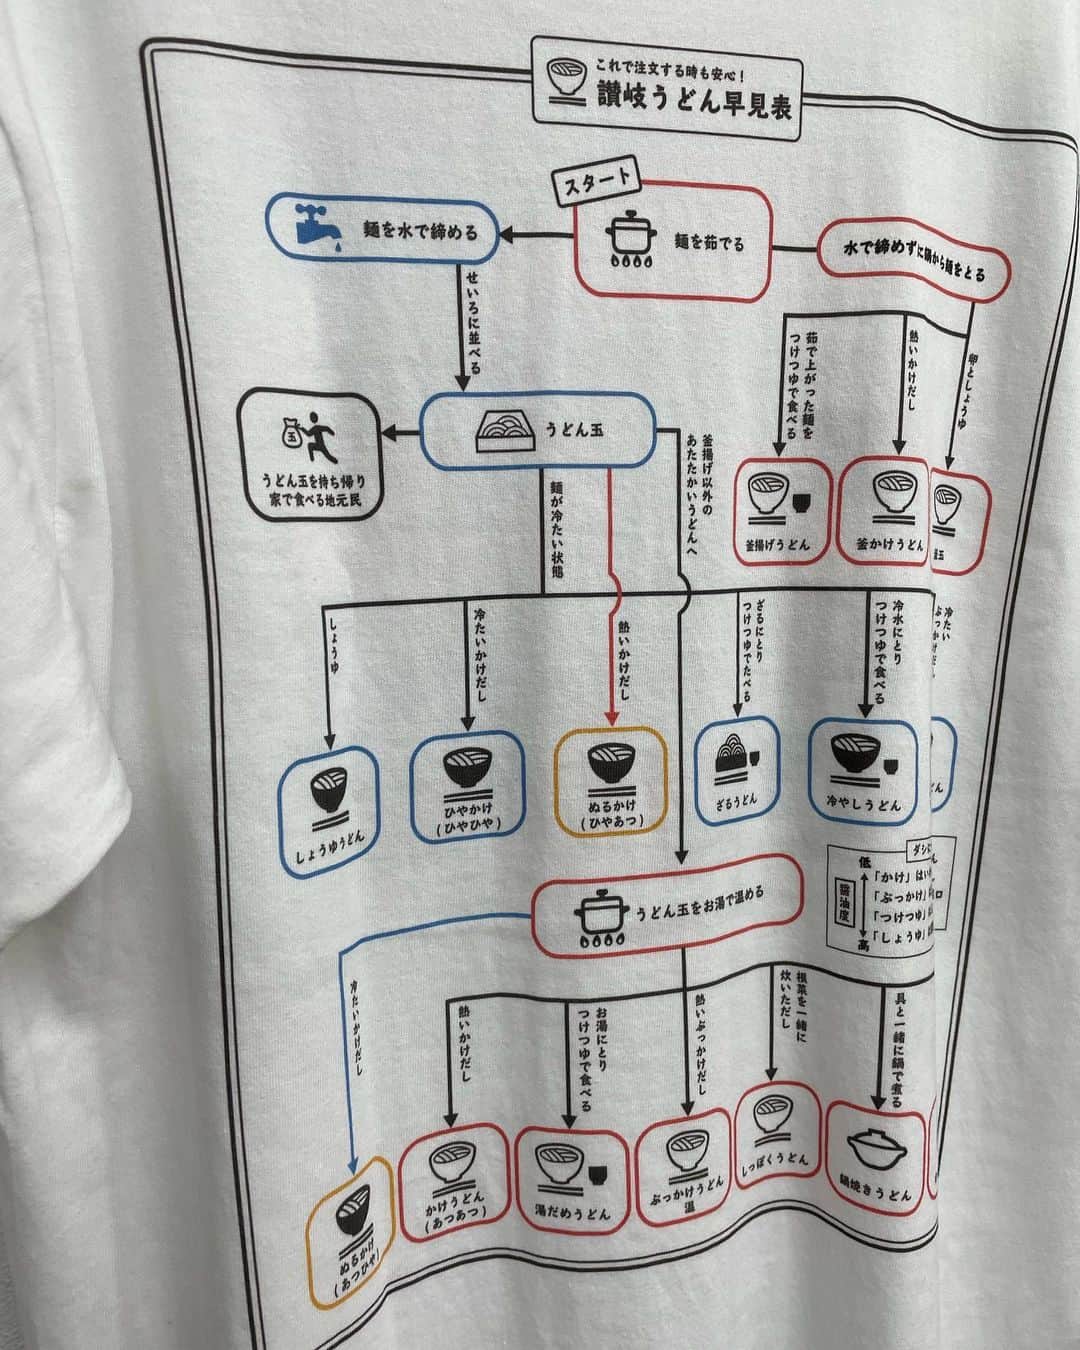 これで注文する時も安心!
讃岐うどん早見表
スタート
麺を茹でる
麺を水で締める
水で締めずに鍋から麺をとる
せいろに並べる
茹で上がった麺を
つけつゆで食べる
熱いかけだし
卵としょうゆ
うどん玉
玉
うどん玉を持ち帰り
家で食べる地元民
釜揚げ以外の
あたたかいうどんへ
麺が冷たい状態
釜揚げうどん
釜かけうどん
玉
しょうゆ
冷たいかけだし
熱いかけだし
ざるにとり
つけつゆでたべる
冷水にとり
つけつゆで食べる
冷たい
しょうゆうどん
ひやかけ
(ひやひや)
ぬるかけ
(ひやあつ)
ざるうどん
冷やしうどん
うどん玉をお湯で温める
低
醤油度
高
「かけ」は
「ぶっかけ」
「つけつゆ」
「しょうゆ」
冷たいかけだし
熱いかけだし
お湯にとり
つけつゆで食べる
熱いぶっかけだし
根菜を一緒に
炊いただし
具と一緒に鍋で煮る
ぬるかけ
(あつひや)
かけうどん
(あつあつ)
湯だめうどん
ぶっかけうどん
温
しっぽくうどん
鍋焼きうどん